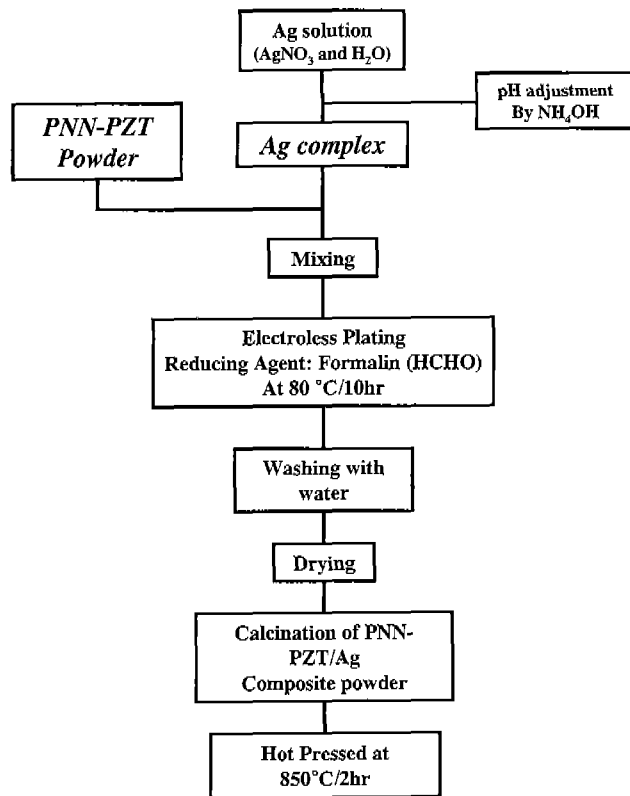 Ag solution
(AgNO₃ and H₂O)
pH adjustment
By NH₄OH
PNN-PZT
Powder
Ag complex
Mixing
Electroless Plating
Reducing Agent: Formalin (HCHO)
At 80 °C/10hr
Washing with
water
Drying
Calcination of PNN-
PZT/Ag
Composite powder
Hot Pressed at
850°C/2hr